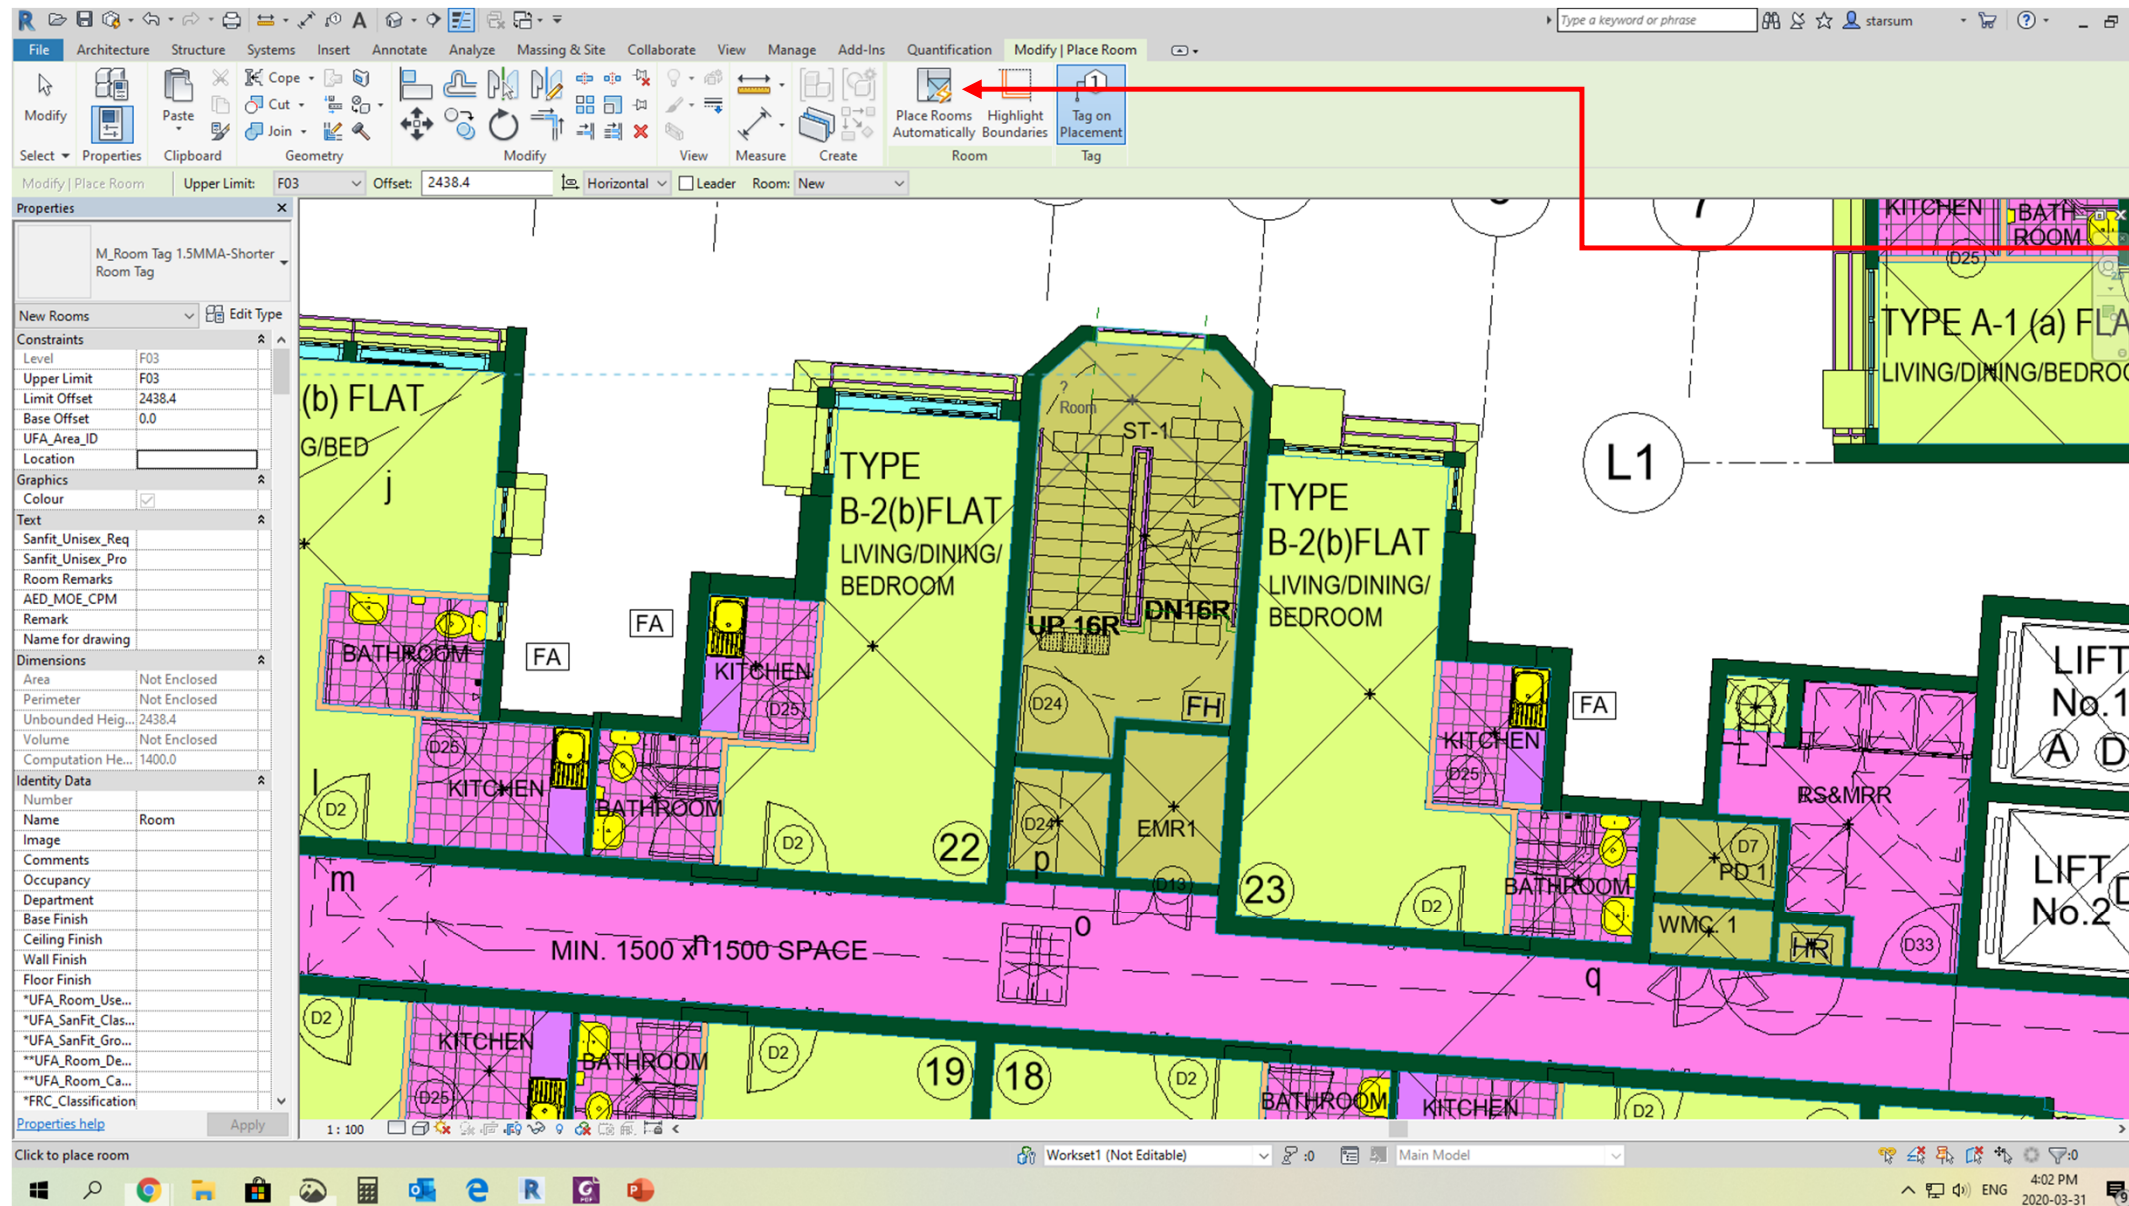 Type a keyword or phrase
starsum
File Architecture Structure Systems Insert Annotate Analyze Massing & Site Collaborate View Manage Add-Ins Quantification Modify | Place Room
Modify
Paste
Cope
Cut
Join
Place Rooms Automatically
Highlight Boundaries
Tag on Placement
Select Properties Clipboard Geometry Modify View Measure Create Room Tag
Modify | Place Room Upper Limit: F03 Offset: 2438.4 Horizontal Leader Room: New
Properties
M_Room Tag 1.5MMA-Shorter
Room Tag
New Rooms Edit Type
Constraints
Level F03
Upper Limit F03
Limit Offset 2438.4
Base Offset 0.0
UFA_Area_ID
Location
Graphics
Colour
Text
Sanfit_Unisex_Req
Sanfit_Unisex_Pro
Room Remarks
AED_MOE_CPM
Remark
Name for drawing
Dimensions
Area Not Enclosed
Perimeter Not Enclosed
Unbounded Heig... 2438.4
Volume Not Enclosed
Computation He... 1400.0
Identity Data
Number
Name Room
Image
Comments
Occupancy
Department
Base Finish
Ceiling Finish
Wall Finish
Floor Finish
*UFA_Room_Use...
*UFA_SanFit_Clas...
*UFA_SanFit_Gro...
**UFA_Room_De...
**UFA_Room_Ca...
*FRC_Classification
Properties help Apply
7
KITCHEN
BATH
ROOM
D25
TYPE A-1 (a) FLA
LIVING/DINING/BEDROO
(b) FLAT
G/BED
j
?
Room
ST-1
L1
TYPE
B-2(b)FLAT
LIVING/DINING/
BEDROOM
TYPE
B-2(b)FLAT
LIVING/DINING/
BEDROOM
UP 16R
DN16R
FA
FA
BATHROOM
KITCHEN
D25
D24
FH
FA
KITCHEN
D25
LIFT
No.1
A
D
D25
KITCHEN
BATHROOM
D2
D2
22
D24
p
EMR1
D13
23
D2
BATHROOM
RS&MRR
D7
PD 1
WMC. 1
HR
D33
LIFT
No.2
m
MIN. 1500 x 1500 SPACE
n
o
q
D2
KITCHEN
D25
BATHROOM
D2
19
18
D2
BATHROOM
KITCHEN
D2
1 : 100
Click to place room Workset1 (Not Editable) :0 Main Model :0
ENG
4:02 PM
2020-03-31